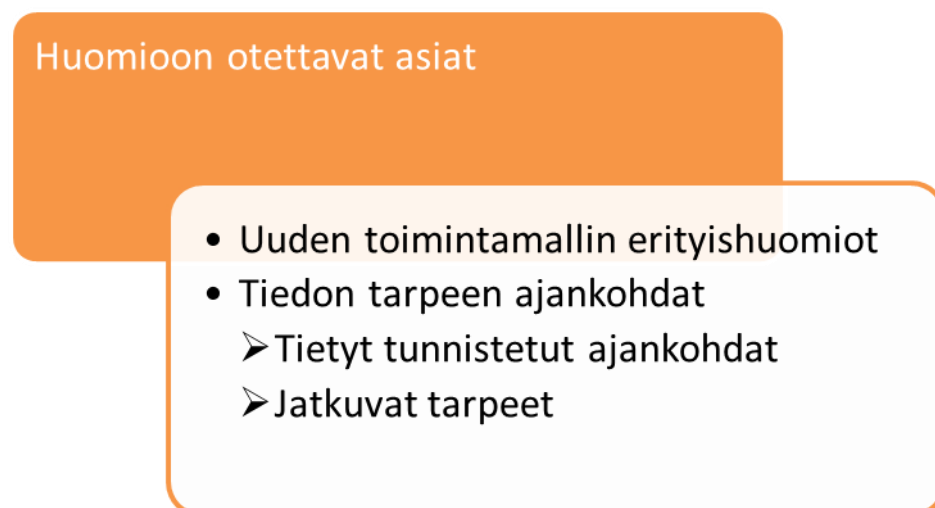 Huomioon otettavat asiat
• Uuden toimintamallin erityishuomiot
• Tiedon tarpeen ajankohdat
➢Tietyt tunnistetut ajankohdat
➢Jatkuvat tarpeet